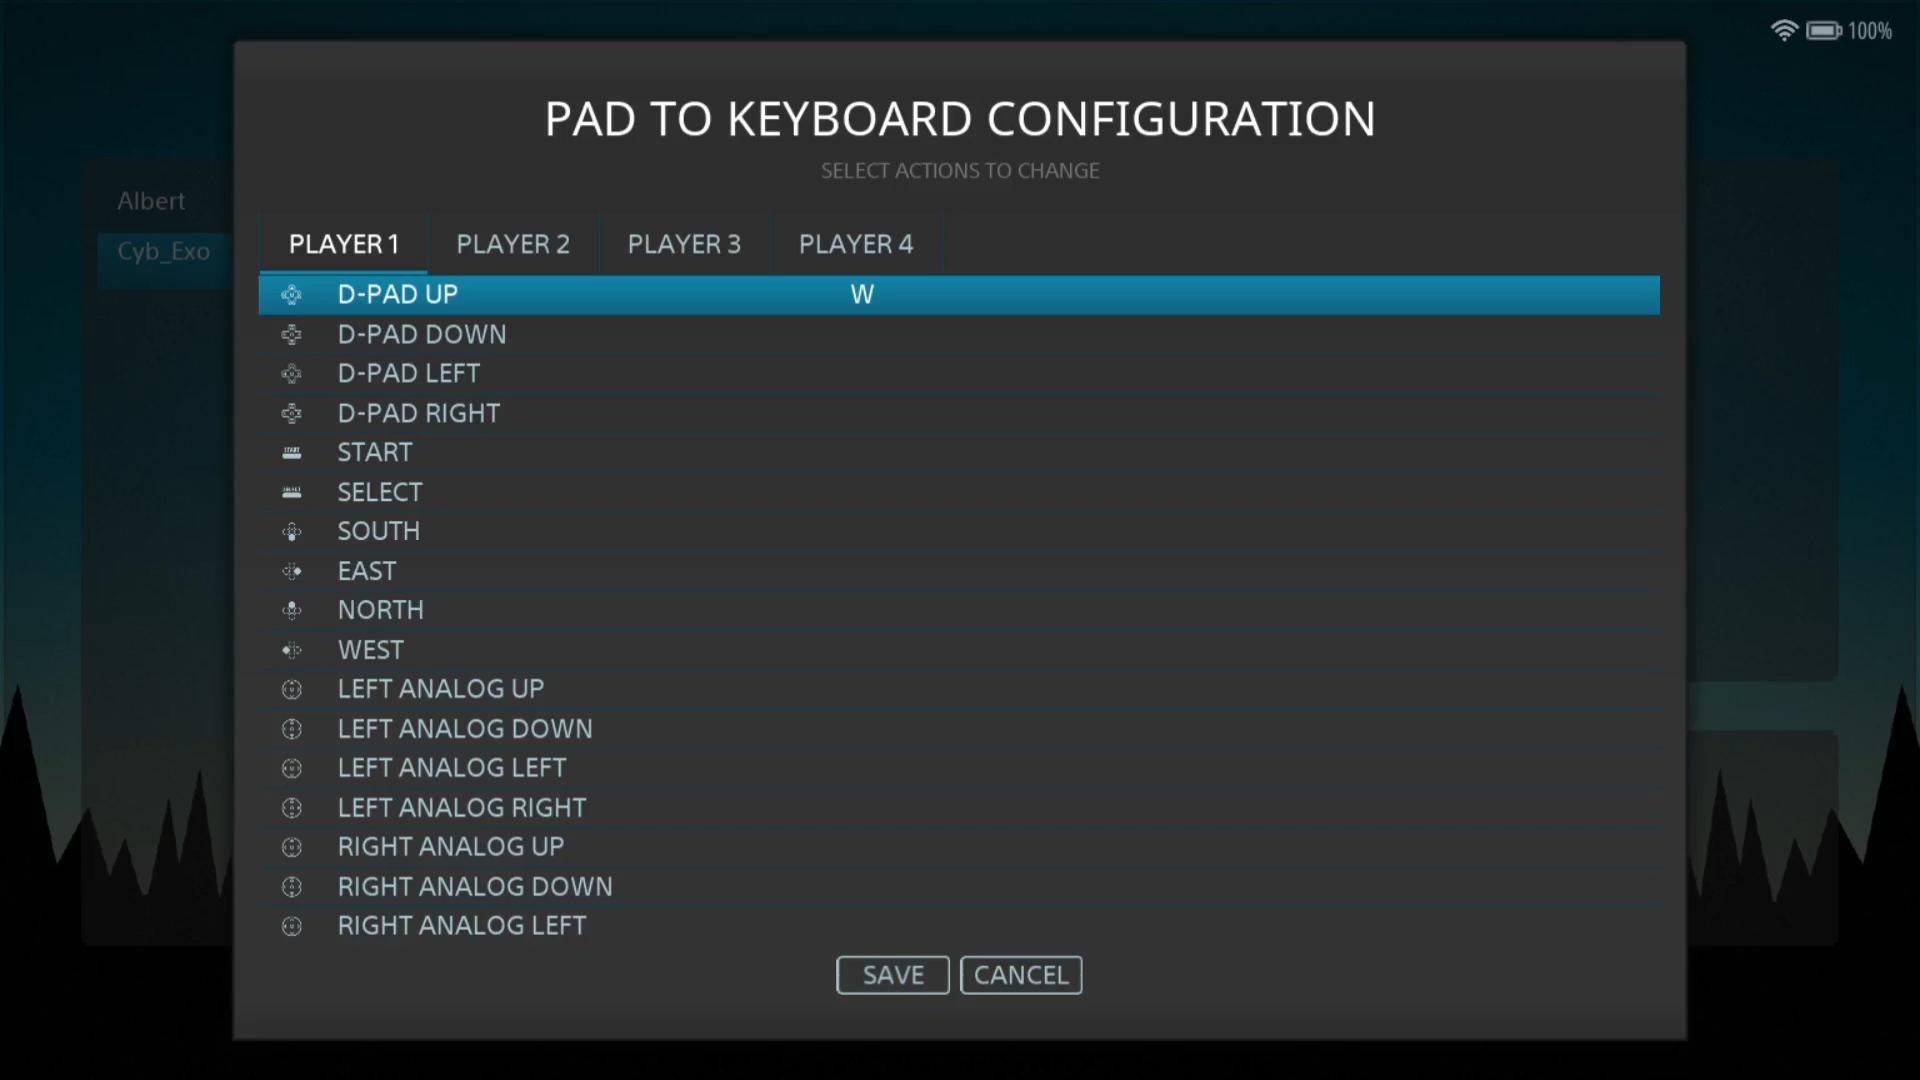 100%
PAD TO KEYBOARD CONFIGURATION
SELECT ACTIONS TO CHANGE
Albert
Cyb_Exo
PLAYER 1 PLAYER 2 PLAYER 3 PLAYER 4
D-PAD UP W
D-PAD DOWN
D-PAD LEFT
D-PAD RIGHT
START
SELECT
SOUTH
EAST
NORTH
WEST
LEFT ANALOG UP
LEFT ANALOG DOWN
LEFT ANALOG LEFT
LEFT ANALOG RIGHT
RIGHT ANALOG UP
RIGHT ANALOG DOWN
RIGHT ANALOG LEFT
SAVE CANCEL